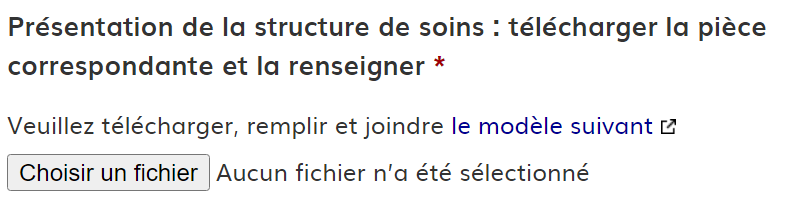 Présentation de la structure de soins : télécharger la pièce
correspondante et la renseigner *
Veuillez télécharger, remplir et joindre le modèle suivant
Choisir un fichier Aucun fichier n'a été sélectionné